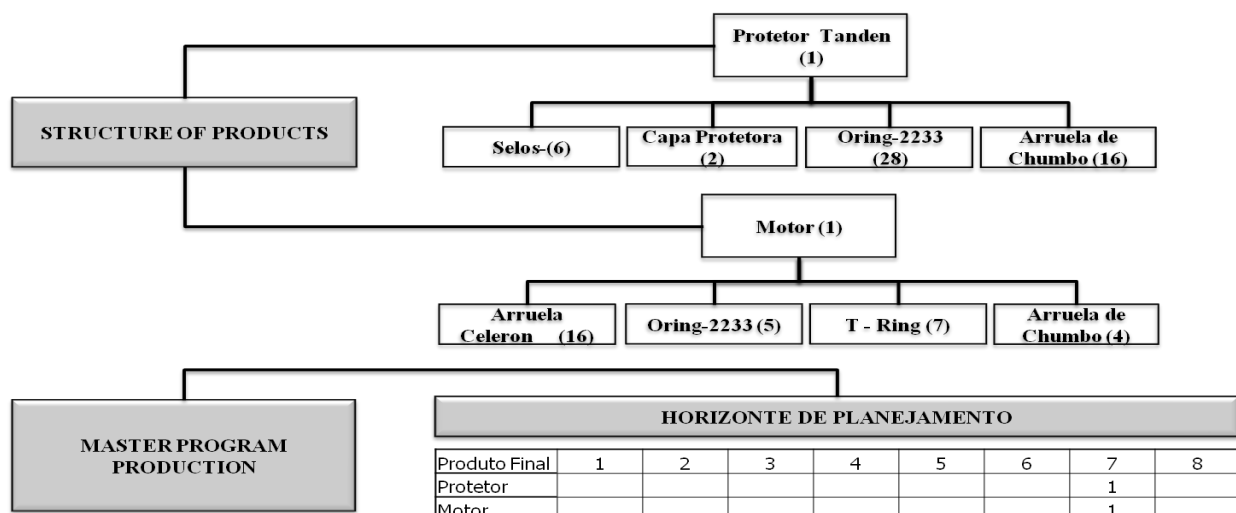 Protetor Tanden
(1)
STRUCTURE OF PRODUCTS
Selos-(6)
Capa Protetora
(2)
Oring-2233
(28)
Arruela de
Chumbo (16)
Motor (1)
Arruela
Celeron (16)
Oring-2233 (5)
T - Ring (7)
Arruela de
Chumbo (4)
MASTER PROGRAM
PRODUCTION
HORIZONTE DE PLANEJAMENTO
Produto Final 1 2 3 4 5 6 7 8
Protetor 1
Motor 1